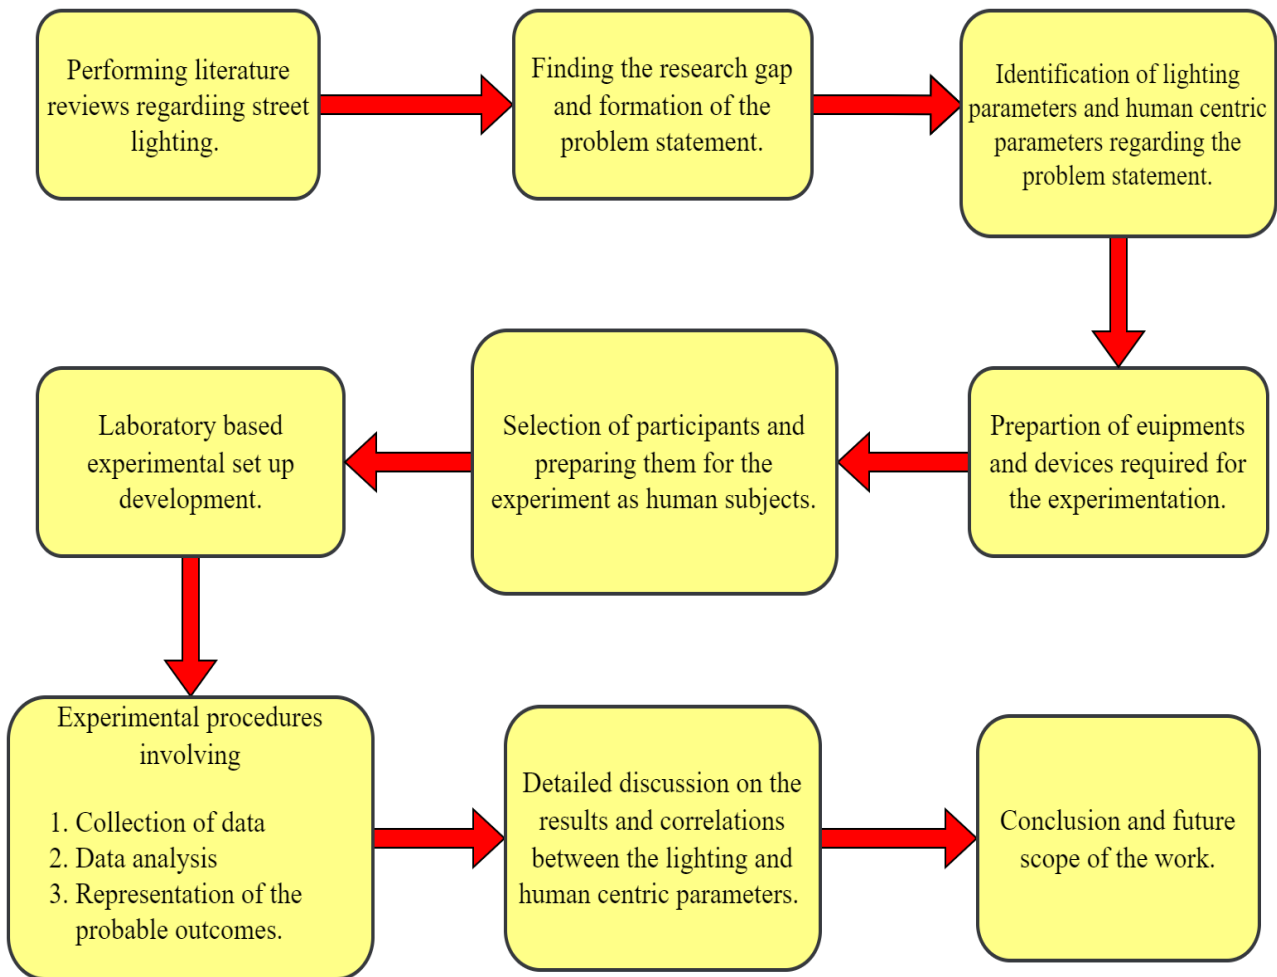 Performing literature
reviews regardiing street
lighting.
Finding the research gap
and formation of the
problem statement.
Identification of lighting
parameters and human centric
parameters regarding the
problem statement.
Prepartion of euipments
and devices required for
the experimentation.
Selection of participants and
preparing them for the
experiment as human subjects.
Laboratory based
experimental set up
development.
Experimental procedures
involving
1. Collection of data
2. Data analysis
3. Representation of the
probable outcomes.
Detailed discussion on the
results and correlations
between the lighting and
human centric parameters.
Conclusion and future
scope of the work.